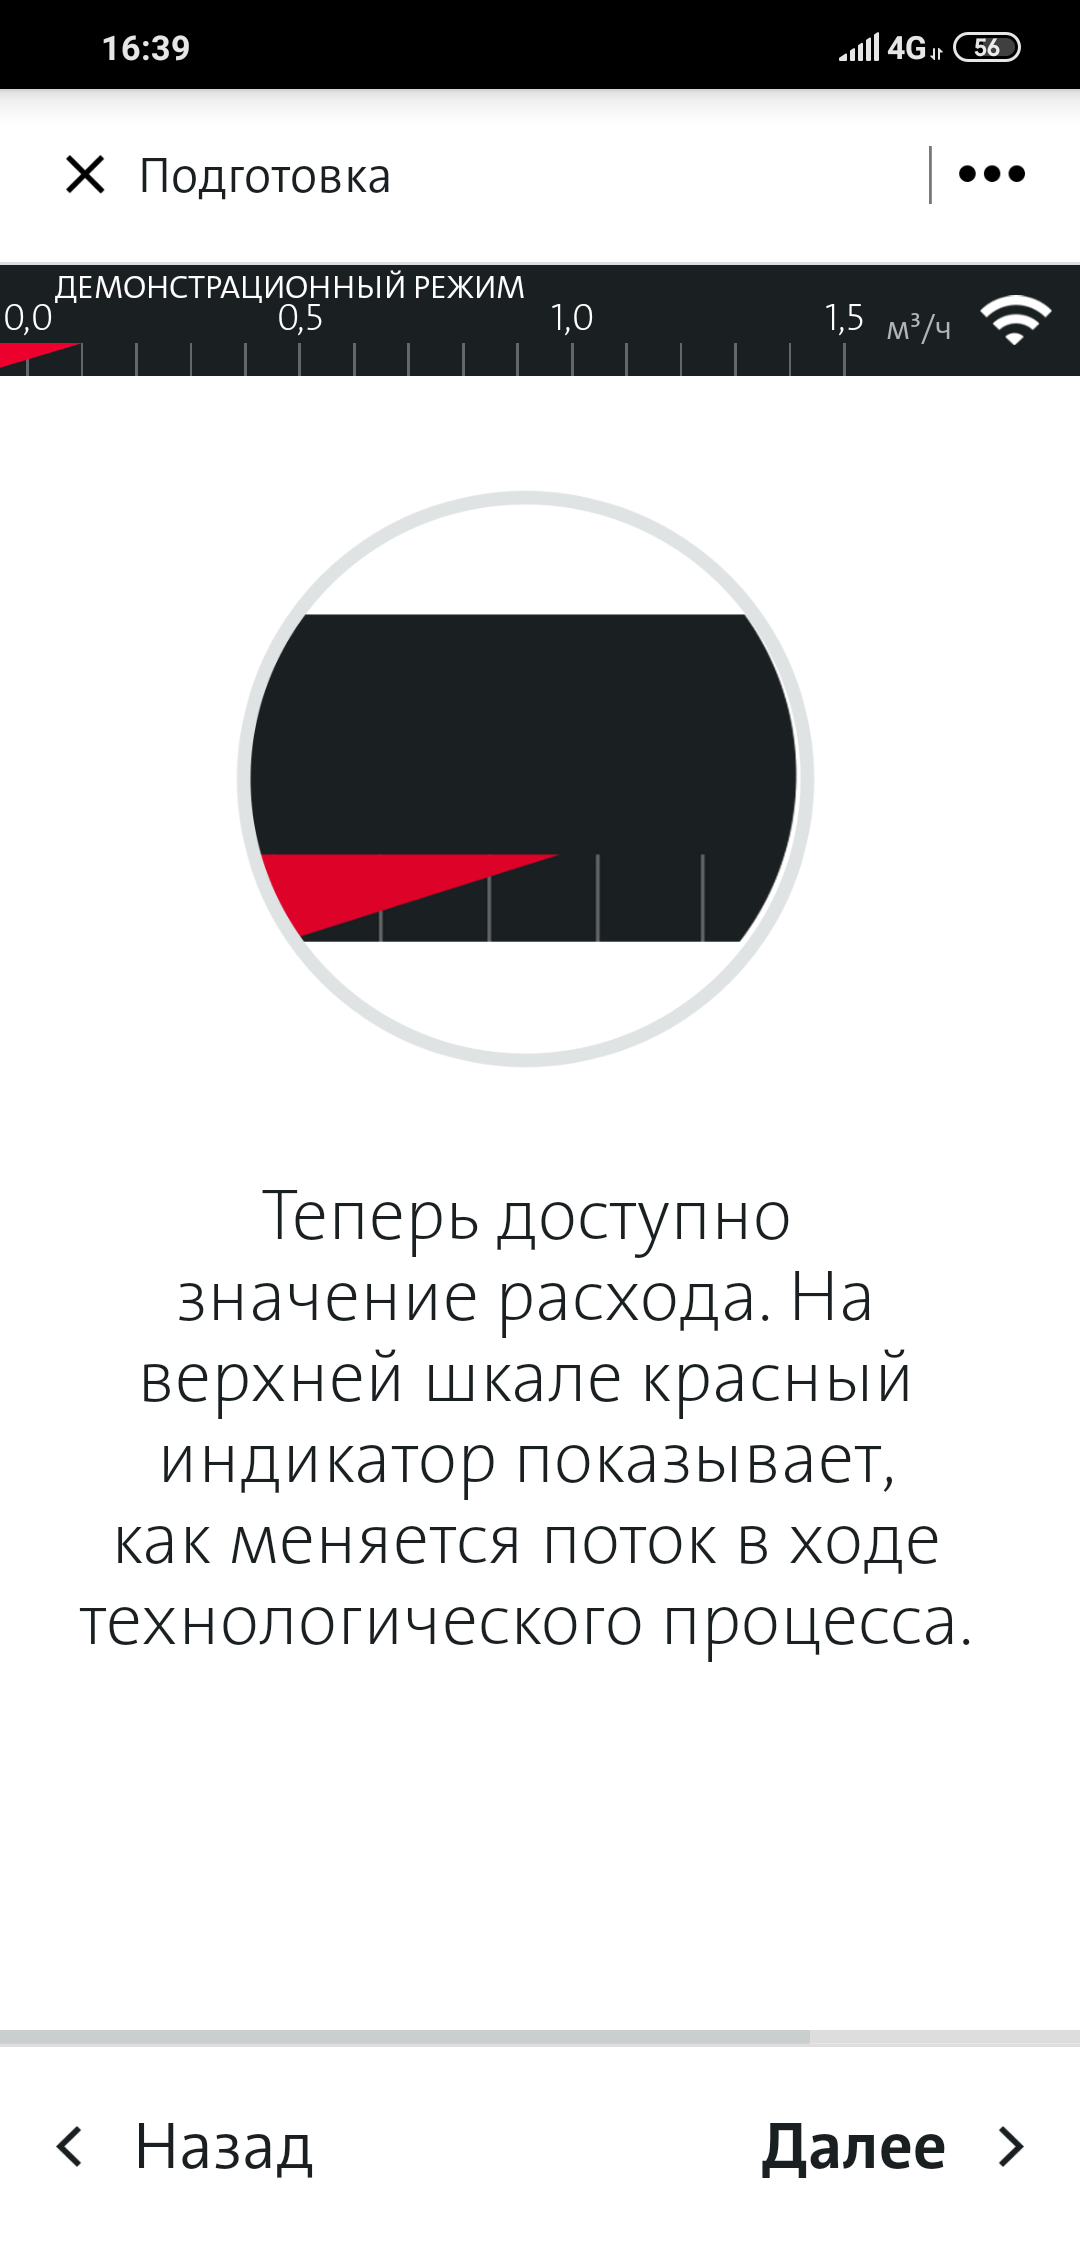 16:39 4G 56
Подготовка
ДЕМОНСТРАЦИОННЫЙ РЕЖИМ
0,0 0,5 1,0 1,5 м³/ч
Теперь доступно
значение расхода. На
верхней шкале красный
индикатор показывает,
как меняется поток в ходе
технологического процесса.
Назад Далее